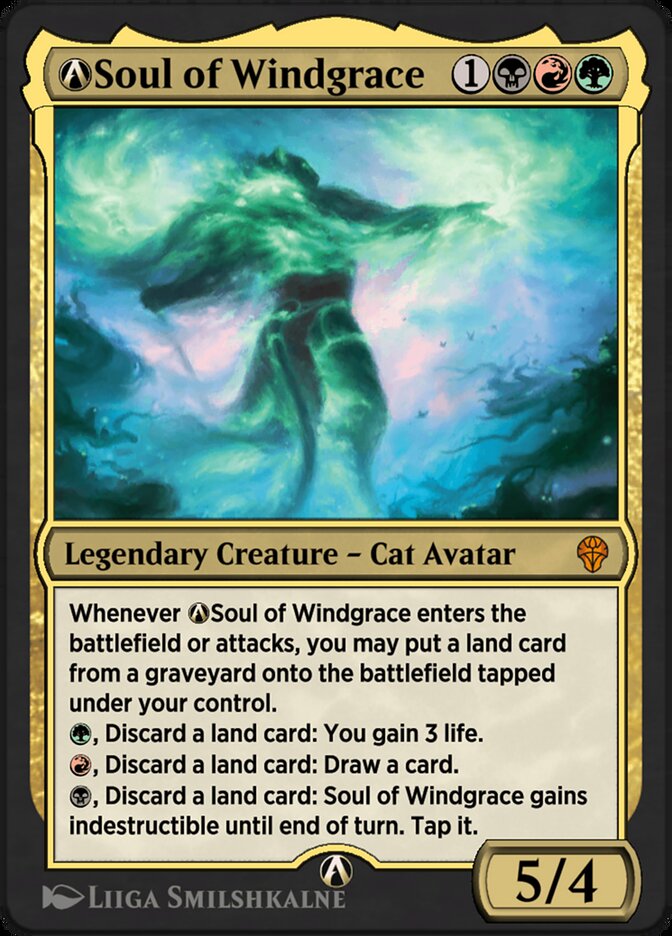 Soul of Windgrace 1
Legendary Creature – Cat Avatar
Whenever Soul of Windgrace enters the
battlefield or attacks, you may put a land card
from a graveyard onto the battlefield tapped
under your control.
, Discard a land card: You gain 3 life.
, Discard a land card: Draw a card.
, Discard a land card: Soul of Windgrace gains
indestructible until end of turn. Tap it.
5/4
Liiga Smilshkalne